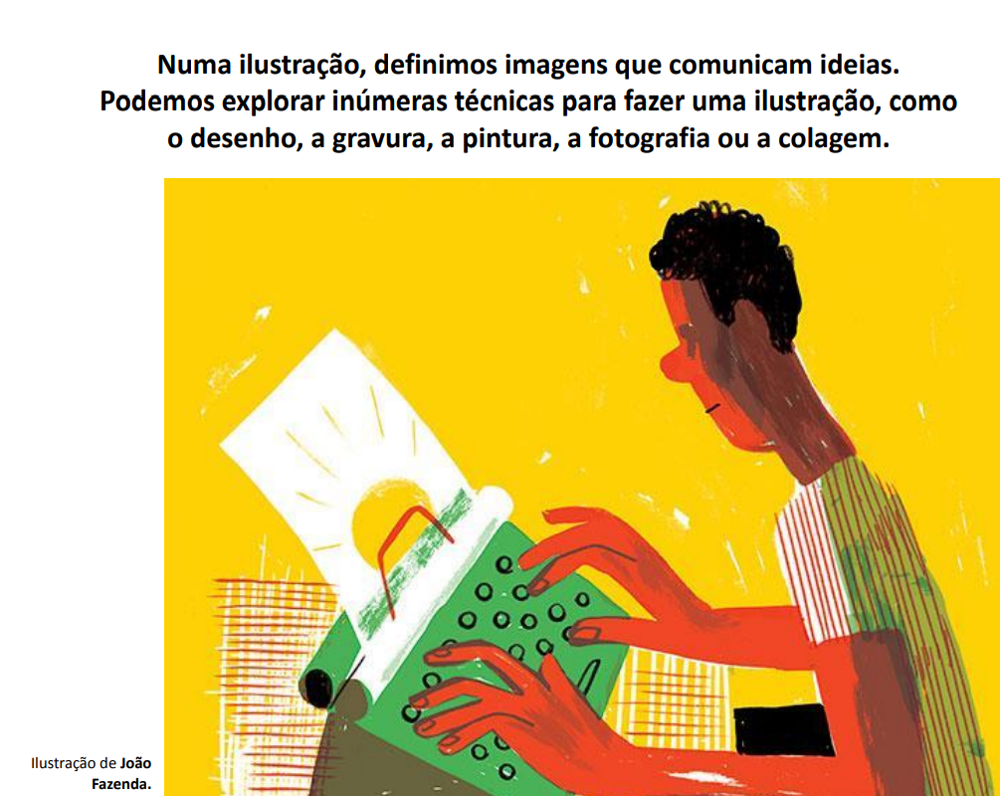 Numa ilustração, definimos imagens que comunicam ideias.
Podemos explorar inúmeras técnicas para fazer uma ilustração, como
o desenho, a gravura, a pintura, a fotografia ou a colagem.
Ilustração de João
Fazenda.